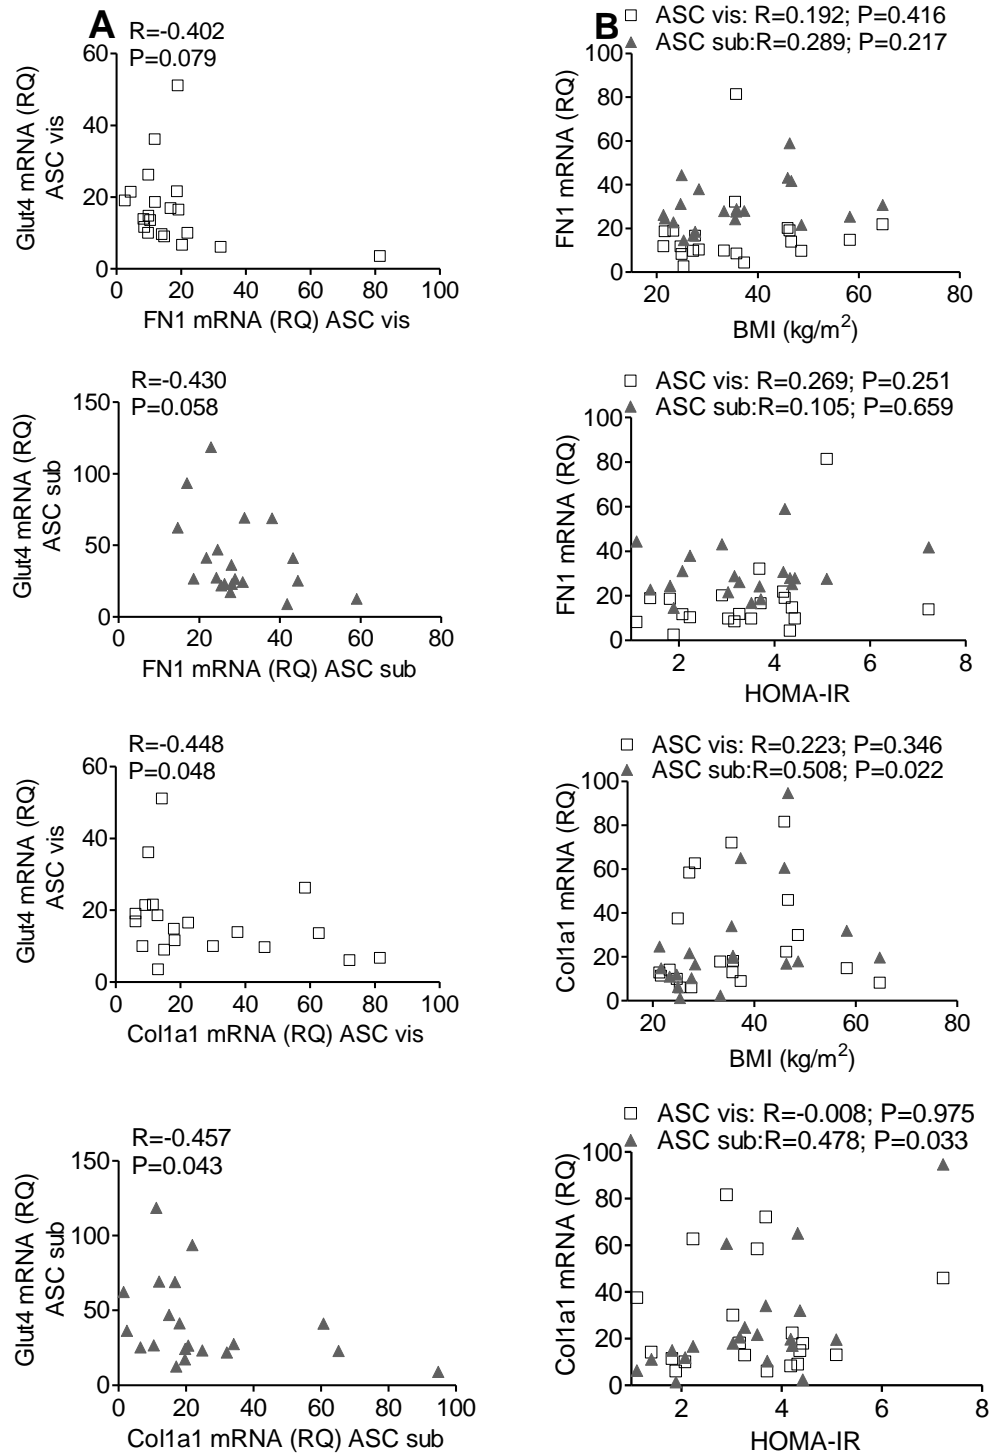 A
R=-0.402
P=0.079
60
40
20
0
0 20 40 60 80 100
Glut4 mRNA (RQ)
ASC vis
FN1 mRNA (RQ) ASC vis
R=-0.430
P=0.058
150
100
50
0
0 20 40 60 80
Glut4 mRNA (RQ)
ASC sub
FN1 mRNA (RQ) ASC sub
R=-0.448
P=0.048
60
40
20
0
0 20 40 60 80 100
Glut4 mRNA (RQ)
ASC vis
Col1a1 mRNA (RQ) ASC vis
R=-0.457
P=0.043
150
100
50
0
0 20 40 60 80 100
Glut4 mRNA (RQ)
ASC sub
Col1a1 mRNA (RQ) ASC sub
B
ASC vis: R=0.192; P=0.416
ASC sub:R=0.289; P=0.217
100
80
60
40
20
0
20 40 60 80
FN1 mRNA (RQ)
BMI (kg/m²)
ASC vis: R=0.269; P=0.251
ASC sub:R=0.105; P=0.659
100
80
60
40
20
0
2 4 6 8
FN1 mRNA (RQ)
HOMA-IR
ASC vis: R=0.223; P=0.346
ASC sub:R=0.508; P=0.022
100
80
60
40
20
0
20 40 60 80
Col1a1 mRNA (RQ)
BMI (kg/m²)
ASC vis: R=-0.008; P=0.975
ASC sub:R=0.478; P=0.033
100
80
60
40
20
0
2 4 6 8
Col1a1 mRNA (RQ)
HOMA-IR